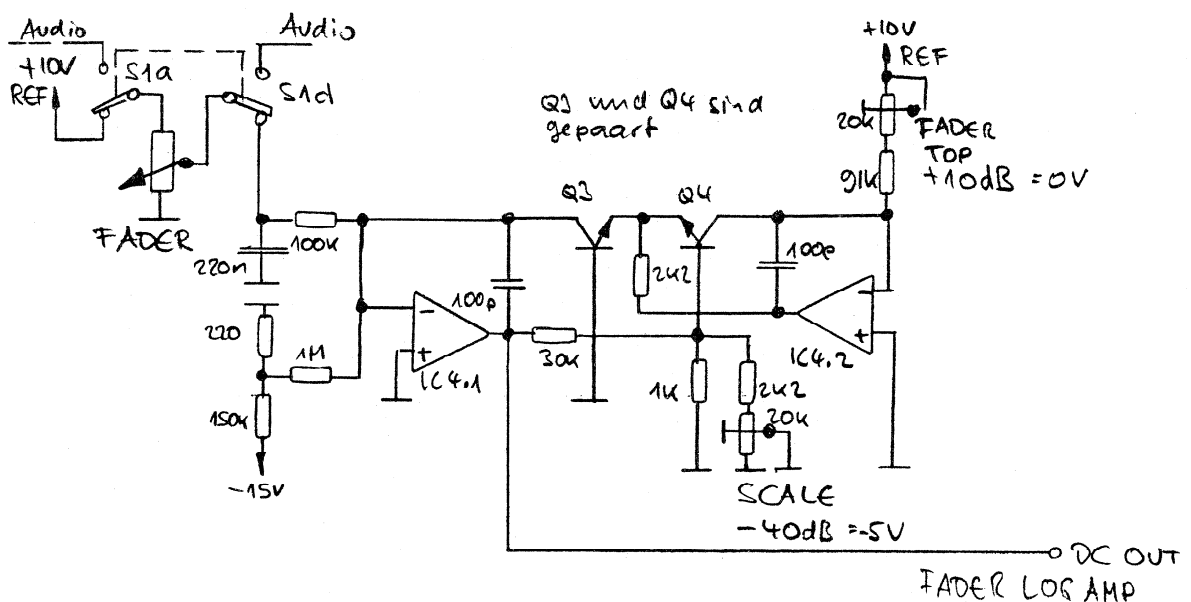 Audio
Audio
+10V
REF
S1a
S1d
+10V
REF
Q3 und Q4 sind
gepaart
20k
FADER
TOP
+10dB = 0V
91k
Q3
Q4
FADER
100k
220n
100p
2k2
100p
220
1M
-
+
IC4.1
30k
-
+
IC4.2
150k
1k
2k2
20k
-15V
SCALE
-40dB = -5V
DC OUT
FADER LOG AMP